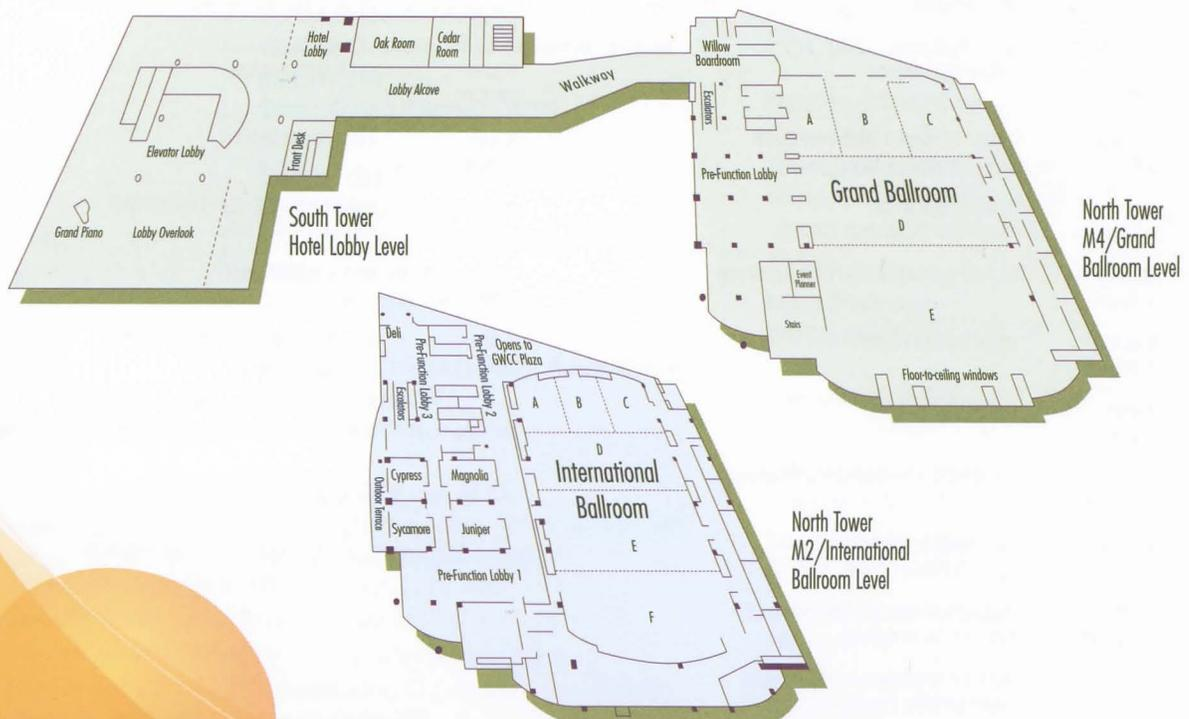 Hotel
Lobby
Oak Room
Cedar
Room
Lobby Alcove
Walkway
Elevator Lobby
Front Desk
Grand Piano
Lobby Overlook
South Tower
Hotel Lobby Level
Willow
Boardroom
Escalators
A
B
C
Pre-Function Lobby
Grand Ballroom
D
Event
Planner
Stairs
E
Floor-to-ceiling windows
North Tower
M4/Grand
Ballroom Level
Deli
Pre-Function Lobby 3
Pre-Function Lobby 2
Opens to
GWCC Plaza
Escalators
A
B
C
D
International
Ballroom
Cypress
Magnolia
Outdoor Terrace
Sycamore
Juniper
E
Pre-Function Lobby 1
F
North Tower
M2/International
Ballroom Level